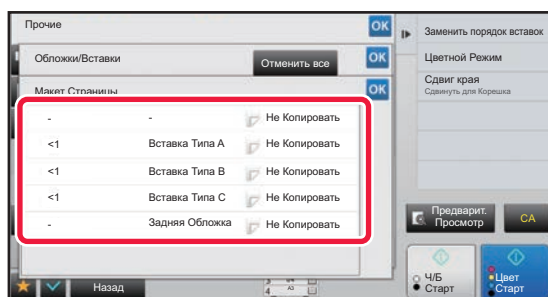 Прочие
OK
Обложки/Вставки
Отменить все
OK
Макет Страницы
OK
- - Не Копировать
<1 Вставка Типа A Не Копировать
<1 Вставка Типа B Не Копировать
<1 Вставка Типа C Не Копировать
- Задняя Обложка Не Копировать
Назад
A3
Заменить порядок вставок
Цветной Режим
Сдвиг края
Сдвинуть для Корешка
Предварит.
Просмотр
CA
Ч/Б
Старт
Цвет
Старт